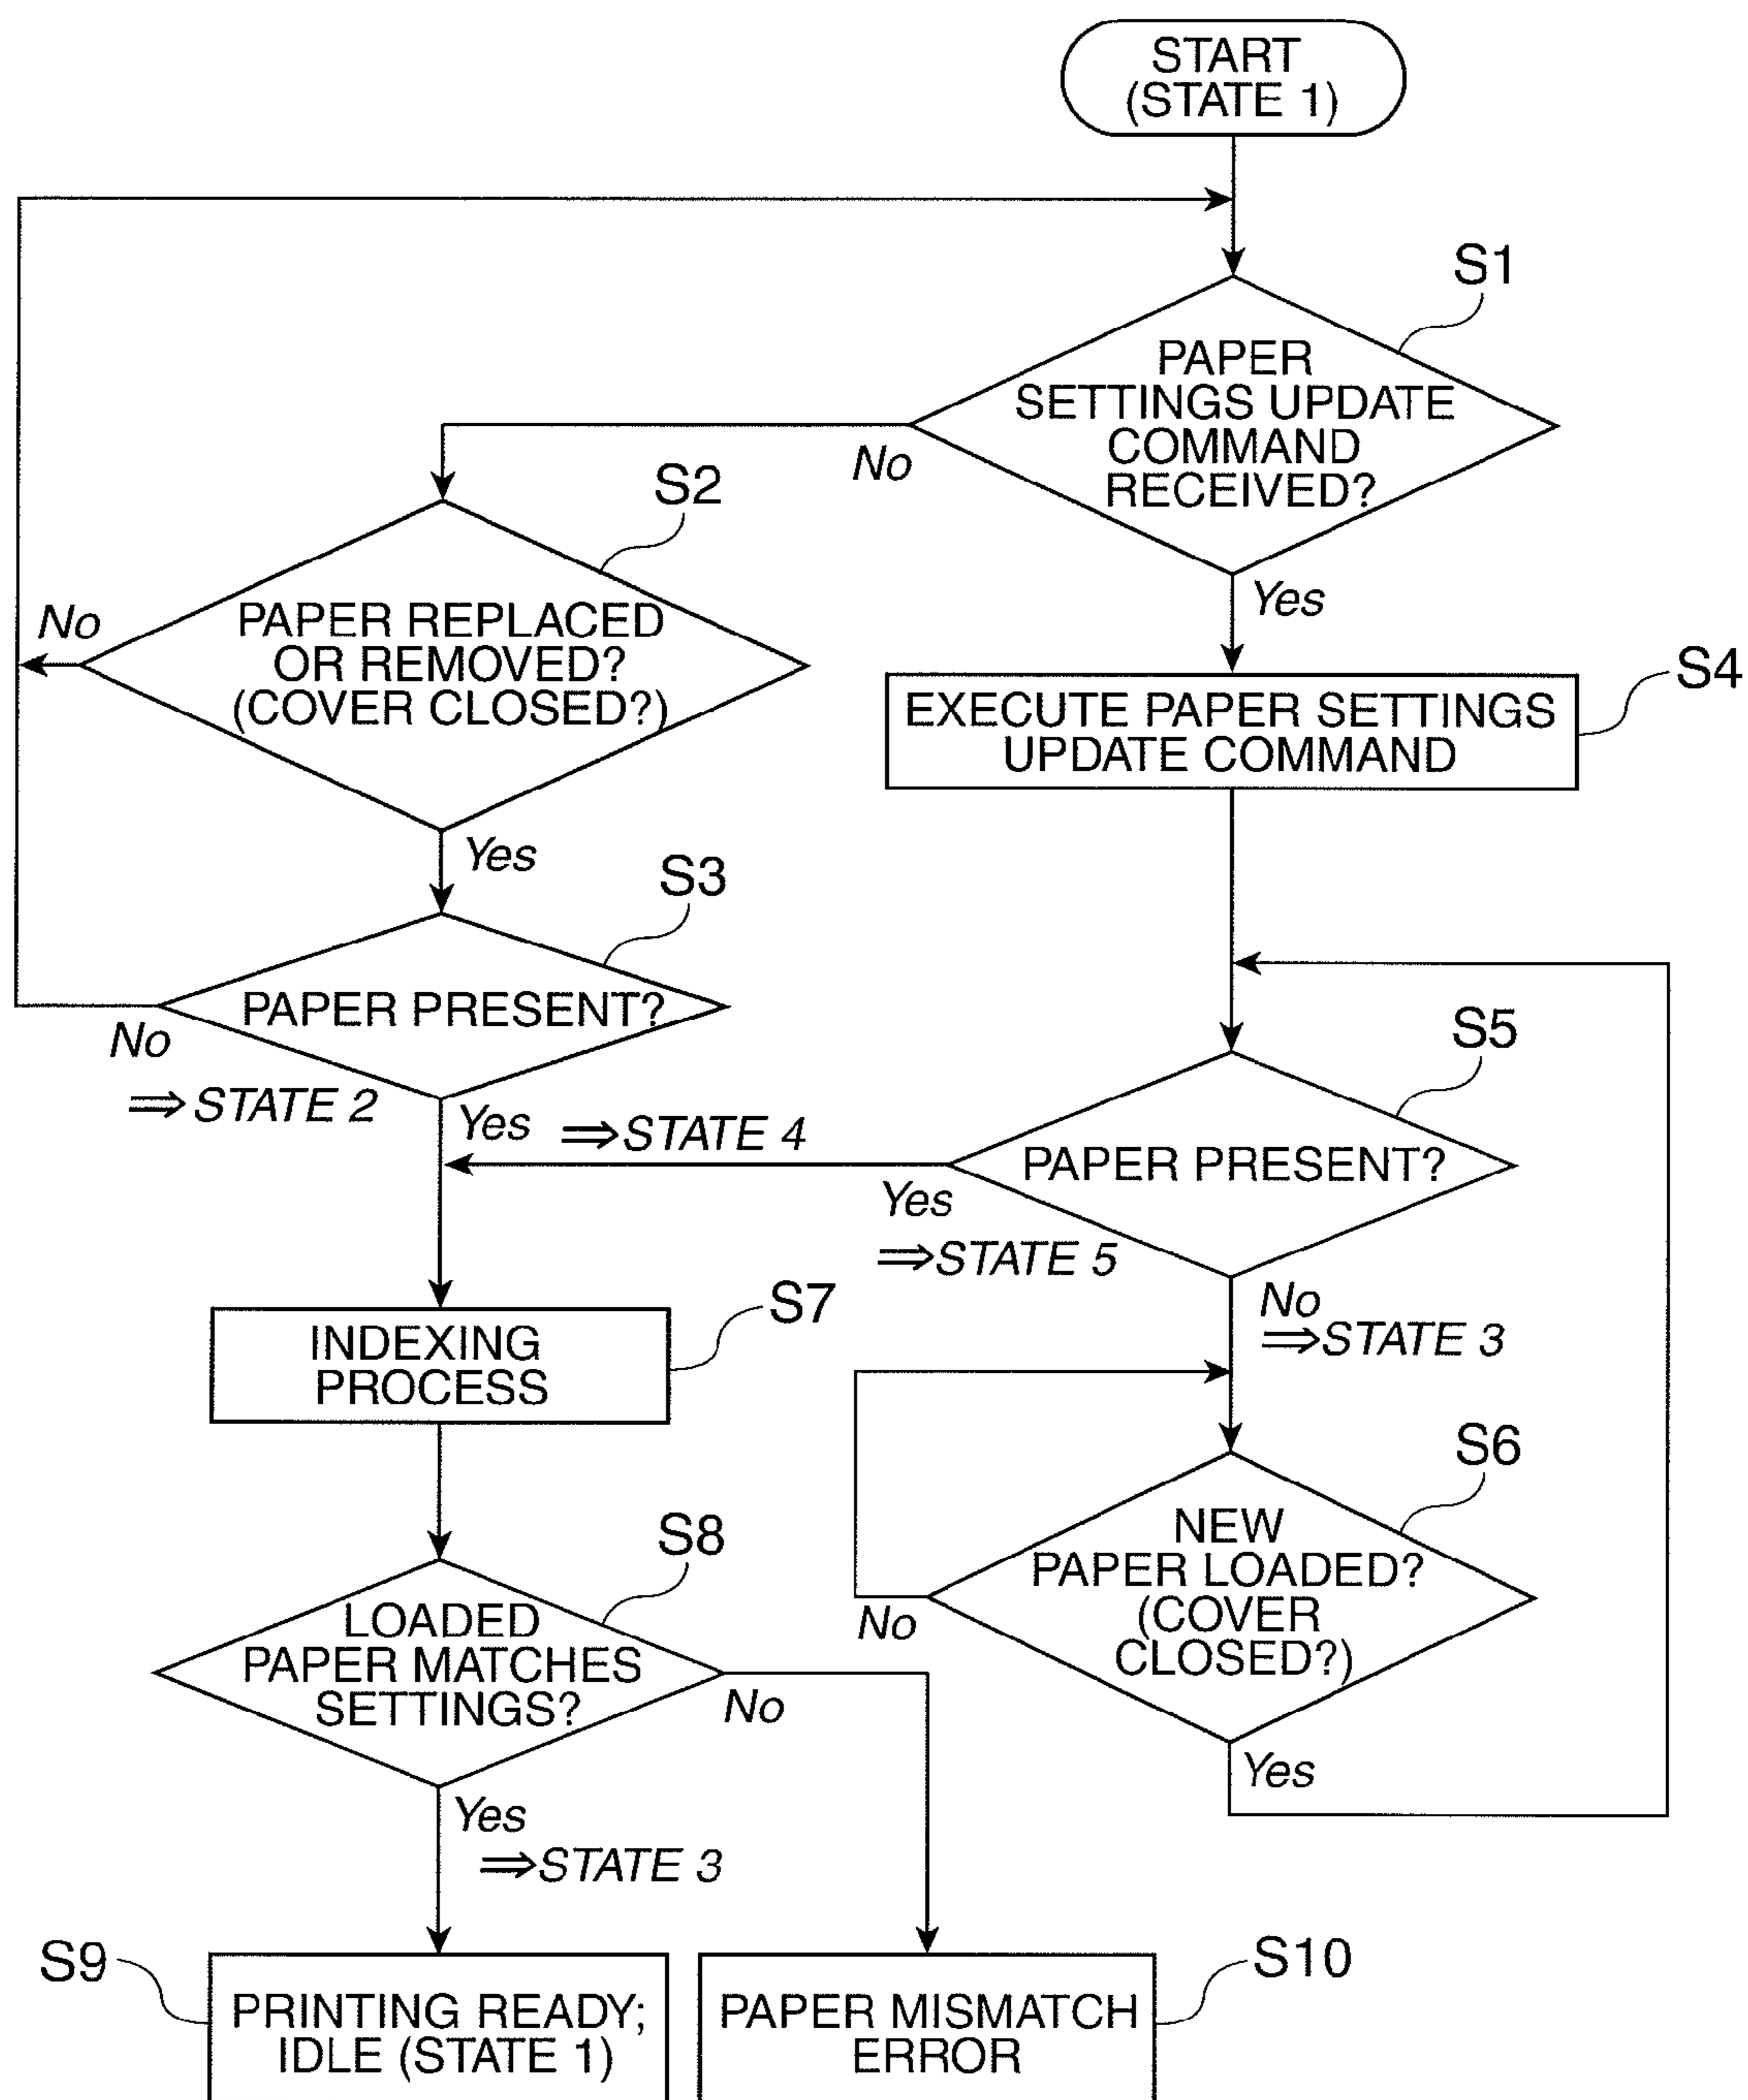 START
(STATE 1)
S1
PAPER
SETTINGS UPDATE
COMMAND
RECEIVED?
No
Yes
S2
PAPER REPLACED
OR REMOVED?
(COVER CLOSED?)
No
Yes
S4
EXECUTE PAPER SETTINGS
UPDATE COMMAND
S3
PAPER PRESENT?
No
⇒ STATE 2
Yes ⇒ STATE 4
S5
PAPER PRESENT?
Yes
⇒ STATE 5
No
⇒ STATE 3
S7
INDEXING
PROCESS
S6
NEW
PAPER LOADED?
(COVER
CLOSED?)
No
Yes
S8
LOADED
PAPER MATCHES
SETTINGS?
No
Yes
⇒ STATE 3
S9
PRINTING READY;
IDLE (STATE 1)
S10
PAPER MISMATCH
ERROR